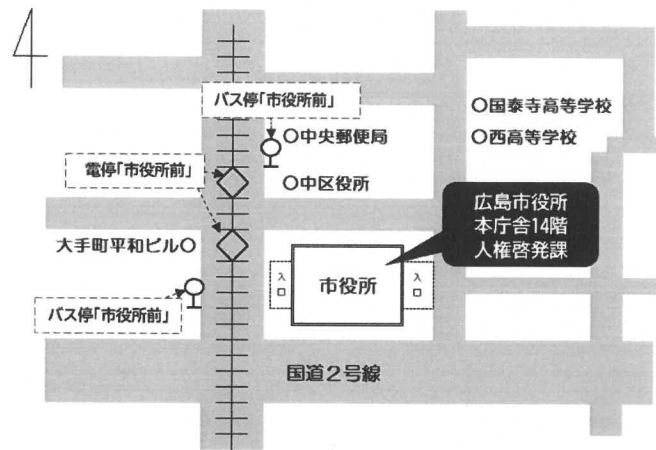 バス停「市役所前」
○国泰寺高等学校
○中央郵便局
○西高等学校
電停「市役所前」
○中区役所
広島市役所
本庁舎14階
人権啓発課
大手町平和ビル○
入口
市役所
入口
バス停「市役所前」
国道2号線